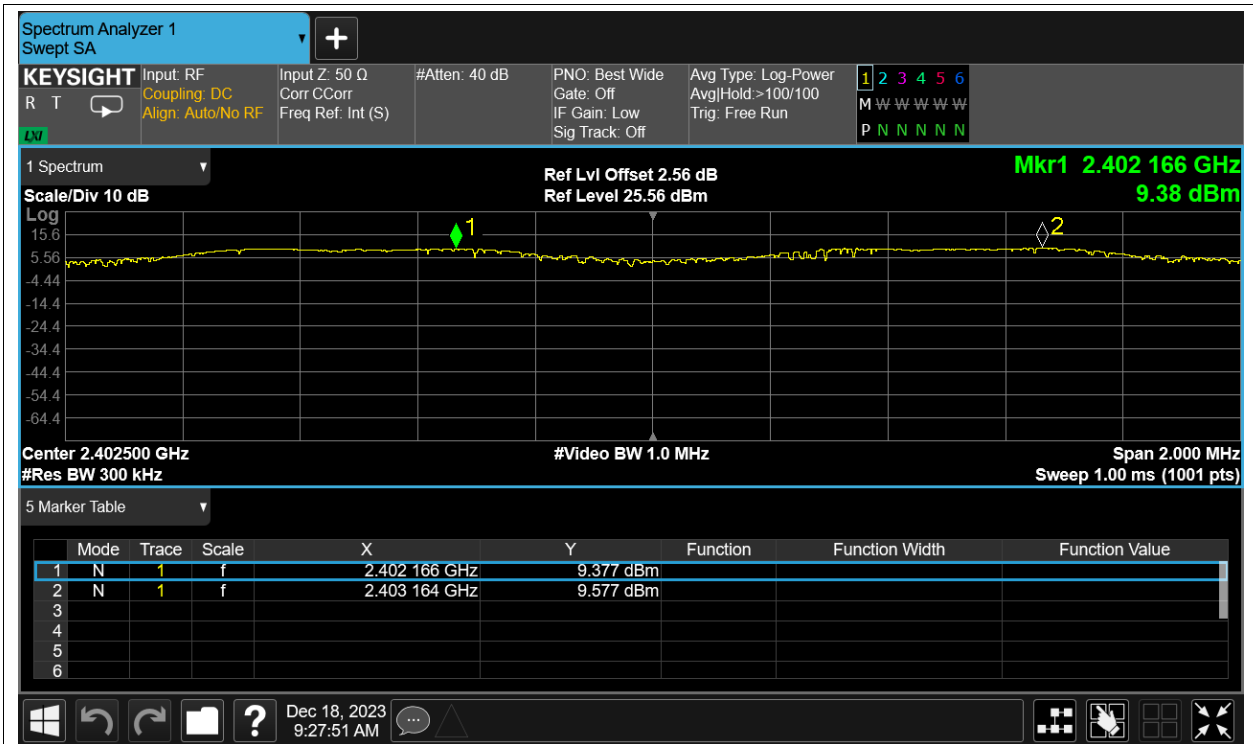 Spectrum Analyzer 1
Swept SA
KEYSIGHT Input: RF Input Z: 50 Ω #Atten: 40 dB PNO: Best Wide Avg Type: Log-Power 1 2 3 4 5 6
R T Coupling: DC Corr CCorr Gate: Off Avg|Hold:>100/100 M W W W W W
Align: Auto/No RF Freq Ref: Int (S) IF Gain: Low Trig: Free Run
LXI Sig Track: Off P N N N N N
1 Spectrum Ref Lvl Offset 2.56 dB Mkr1 2.402 166 GHz
Scale/Div 10 dB Ref Level 25.56 dBm 9.38 dBm
Log
1 2
15.6
5.56
-4.44
-14.4
-24.4
-34.4
-44.4
-54.4
-64.4
Center 2.402500 GHz #Video BW 1.0 MHz Span 2.000 MHz
#Res BW 300 kHz Sweep 1.00 ms (1001 pts)
5 Marker Table
Mode Trace Scale X Y Function Function Width Function Value
1 N 1 f 2.402 166 GHz 9.377 dBm
2 N 1 f 2.403 164 GHz 9.577 dBm
3
4
5
6
? Dec 18, 2023
9:27:51 AM